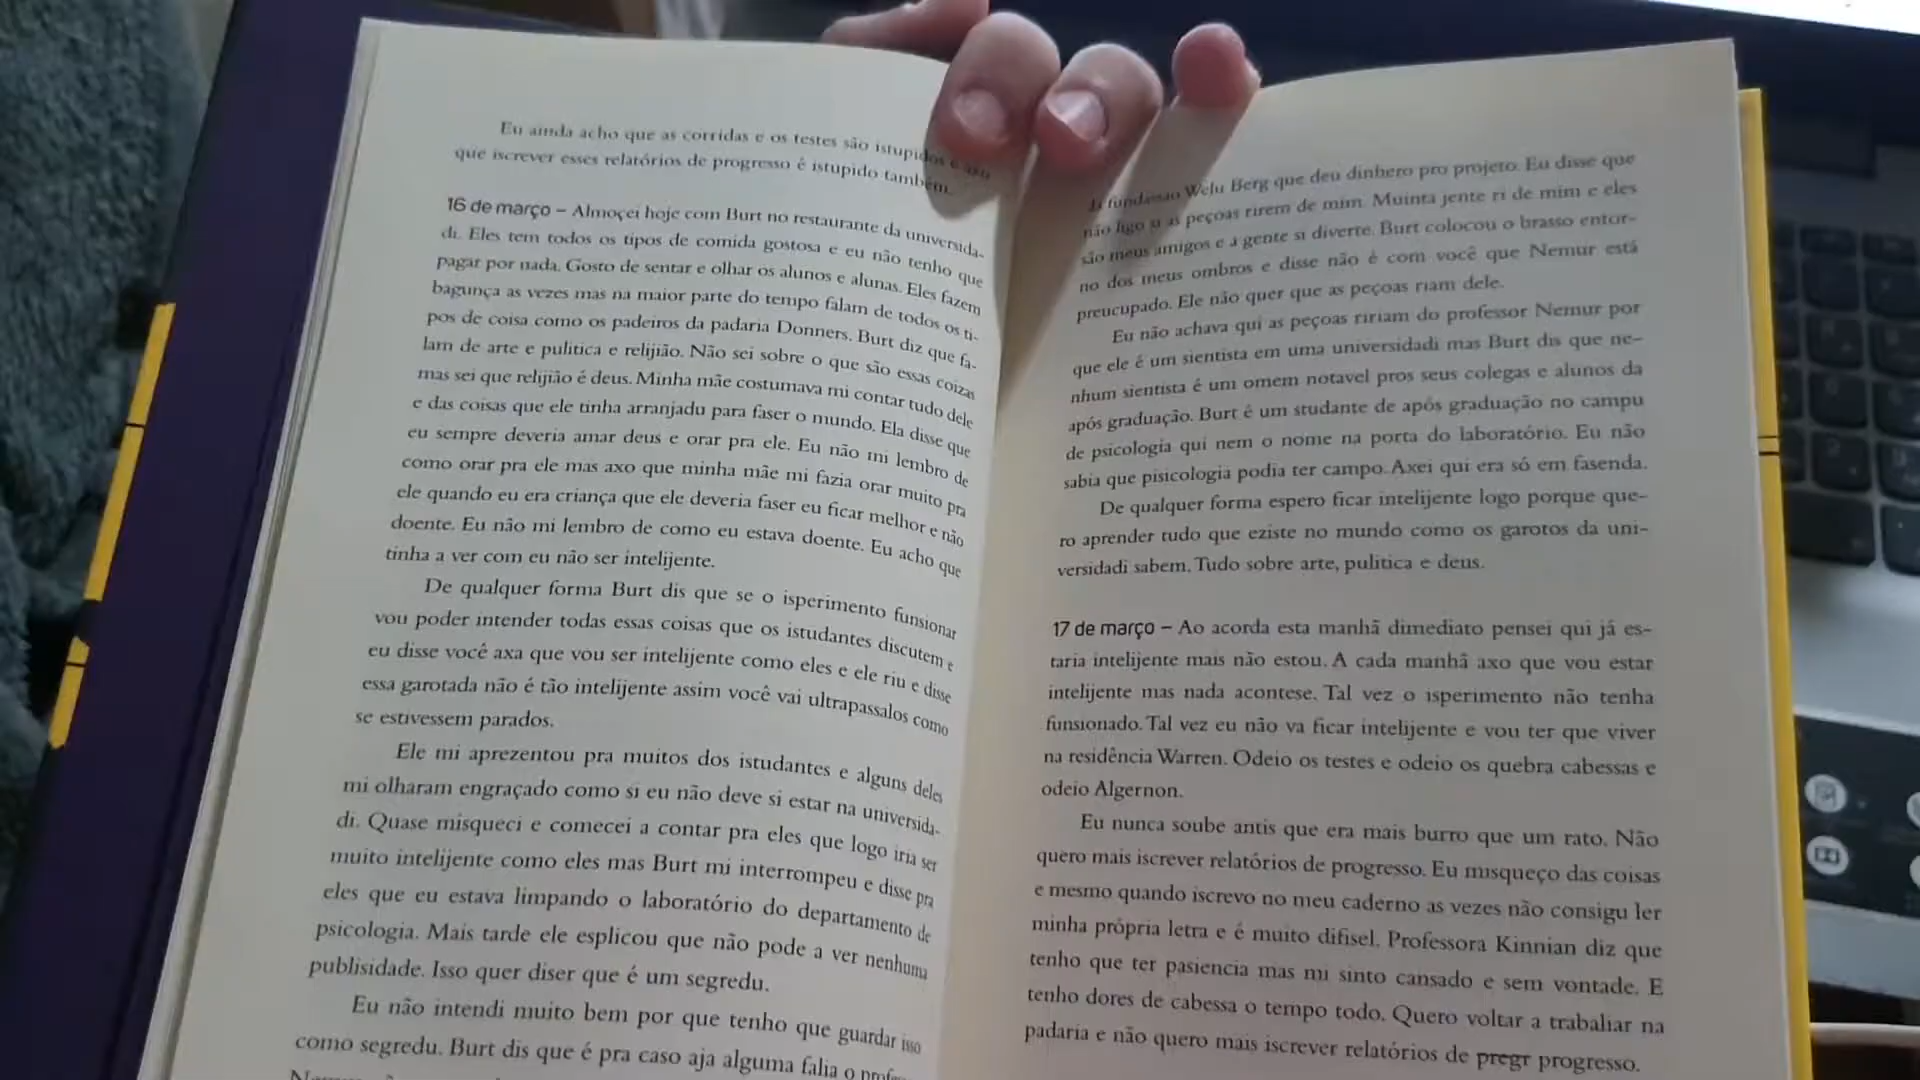 Eu ainda acho que as corridas e os testes são istupidos e axo
que iscrever esses relatórios de progresso é istupido também.
16 de março – Almoçei hoje com Burt no restaurante da universida-
di. Eles tem todos os tipos de comida gostosa e eu não tenho que
pagar por nada. Gosto de sentar e olhar os alunos e alunas. Eles fazem
bagunça as vezes mas na maior parte do tempo falam de todos os ti-
pos de coisa como os padeiros da padaria Donners. Burt diz que fa-
lam de arte e pulitica e relijião. Não sei sobre o que são essas coizas
mas sei que relijião é deus. Minha mãe costumava mi contar tudo dele
e das coisas que ele tinha arranjadu para faser o mundo. Ela disse que
eu sempre deveria amar deus e orar pra ele. Eu não mi lembro de
como orar pra ele mas axo que minha mãe mi fazia orar muito pra
ele quando eu era criança que ele deveria faser eu ficar melhor e não
doente. Eu não mi lembro de como eu estava doente. Eu acho que
tinha a ver com eu não ser intelijente.
De qualquer forma Burt dis que se o isperimento funsionar
vou poder intender todas essas coisas que os istudantes discutem e
eu disse você axa que vou ser intelijente como eles e ele riu e disse
essa garotada não é tão intelijente assim você vai ultrapassalos como
se estivessem parados.
Ele mi aprezentou pra muitos dos istudantes e alguns deles
mi olharam engraçado como si eu não deve si estar na universida-
di. Quase misqueci e comecei a contar pra eles que logo iria ser
muito intelijente como eles mas Burt mi interrompeu e disse pra
eles que eu estava limpando o laboratório do departamento de
psicologia. Mais tarde ele esplicou que não pode a ver nenhuma
publisidade. Isso quer diser que é um segredu.
Eu não intendi muito bem por que tenho que guardar isso
como segredu. Burt dis que é pra caso aja alguma falia o
fundassão Welu Berg que deu dinhero pro projeto. Eu disse que
não ligo si as peçoas rirem de mim. Muinta jente ri de mim e eles
são meus amigos e a gente si diverte. Burt colocou o brasso entor-
no dos meus ombros e disse não é com você que Nemur está
preucupado. Ele não quer que as peçoas riam dele.
Eu não achava qui as peçoas ririam do professor Nemur por
que ele é um sientista em uma universidadi mas Burt dis que ne-
nhum sientista é um omem notavel pros seus colegas e alunos da
após graduação. Burt é um studante de após graduação no campu
de psicologia qui nem o nome na porta do laboratório. Eu não
sabia que pisicologia podia ter campo. Axei qui era só em fasenda.
De qualquer forma espero ficar intelijente logo porque que-
ro aprender tudo que eziste no mundo como os garotos da uni-
versidadi sabem. Tudo sobre arte, pulitica e deus.
17 de março – Ao acorda esta manhã dimediato pensei qui já es-
taria intelijente mais não estou. A cada manhã axo que vou estar
intelijente mas nada acontese. Tal vez o isperimento não tenha
funsionado. Tal vez eu não va ficar intelijente e vou ter que viver
na residência Warren. Odeio os testes e odeio os quebra cabessas e
odeio Algernon.
Eu nunca soube antis que era mais burro que um rato. Não
quero mais iscrever relatórios de progresso. Eu misqueço das coisas
e mesmo quando iscrevo no meu caderno as vezes não consigu ler
minha própria letra e é muito difisel. Professora Kinnian diz que
tenho que ter pasiencia mas mi sinto cansado e sem vontade. E
tenho dores de cabessa o tempo todo. Quero voltar a trabaliar na
padaria e não quero mais iscrever relatórios de pregr progresso.